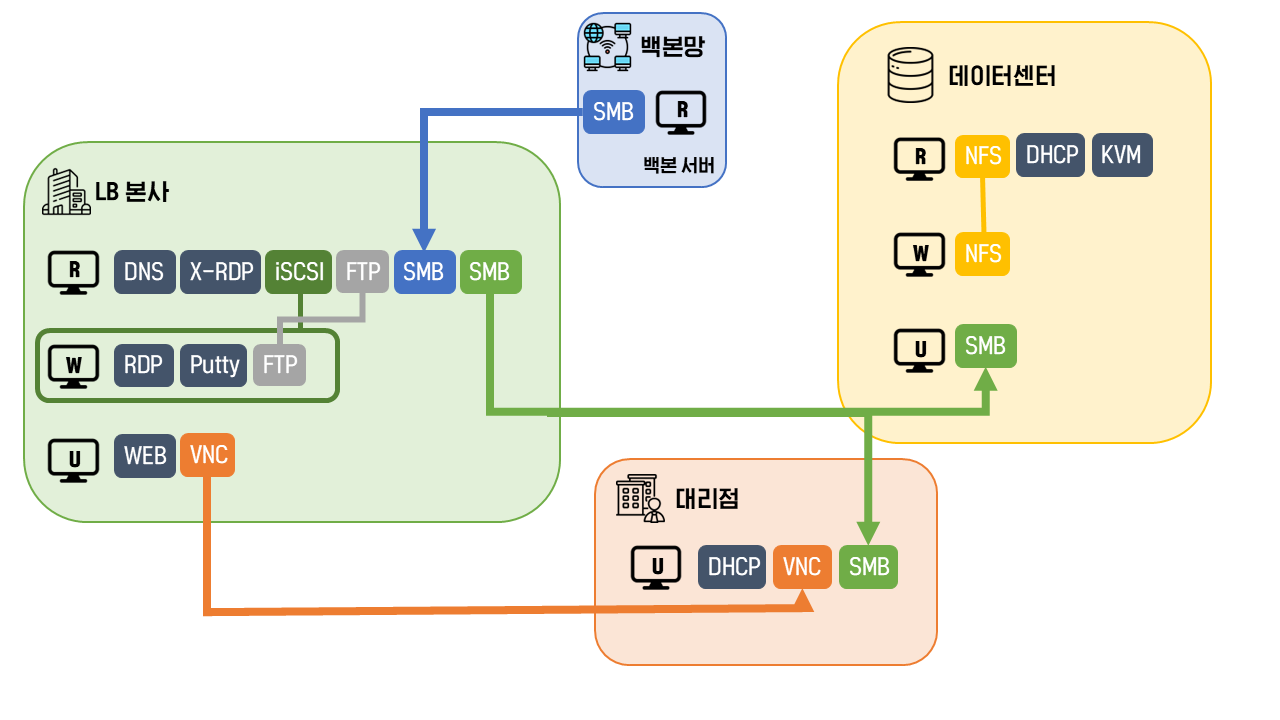 백본망
SMB R
백본 서버
데이터센터
R NFS DHCP KVM
W NFS
U SMB
LB 본사
R DNS X-RDP iSCSI FTP SMB SMB
W RDP Putty FTP
U WEB VNC
대리점
U DHCP VNC SMB